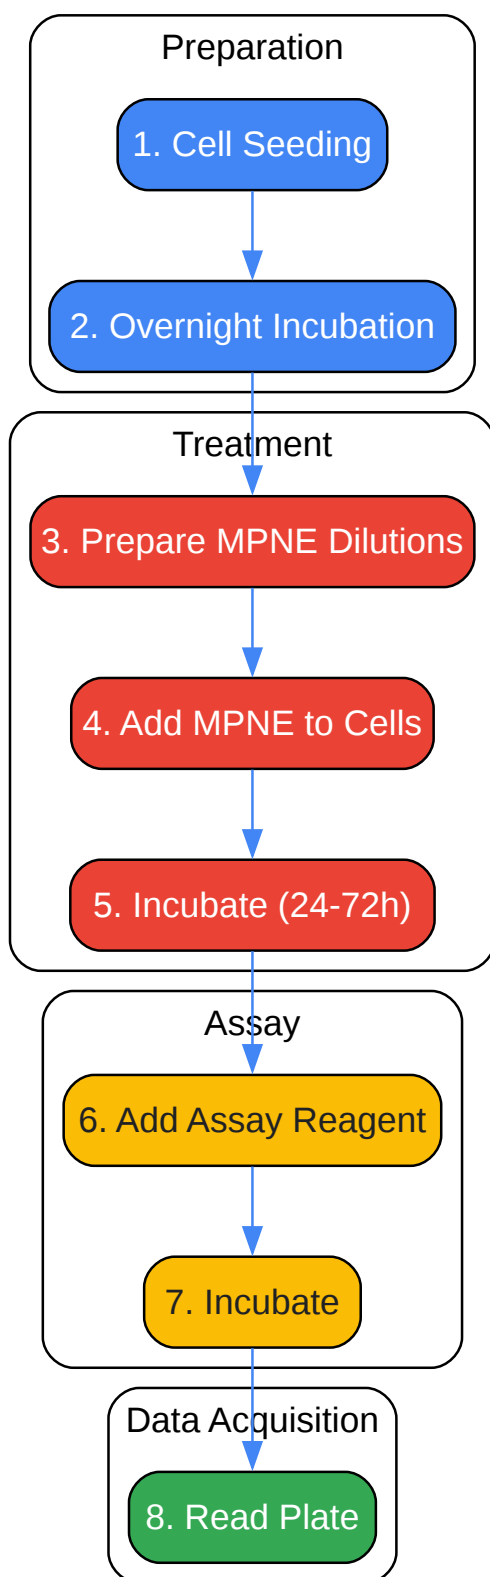 Preparation
1. Cell Seeding
2. Overnight Incubation
Treatment
3. Prepare MPNE Dilutions
4. Add MPNE to Cells
5. Incubate (24-72h)
Assay
6. Add Assay Reagent
7. Incubate
Data Acquisition
8. Read Plate